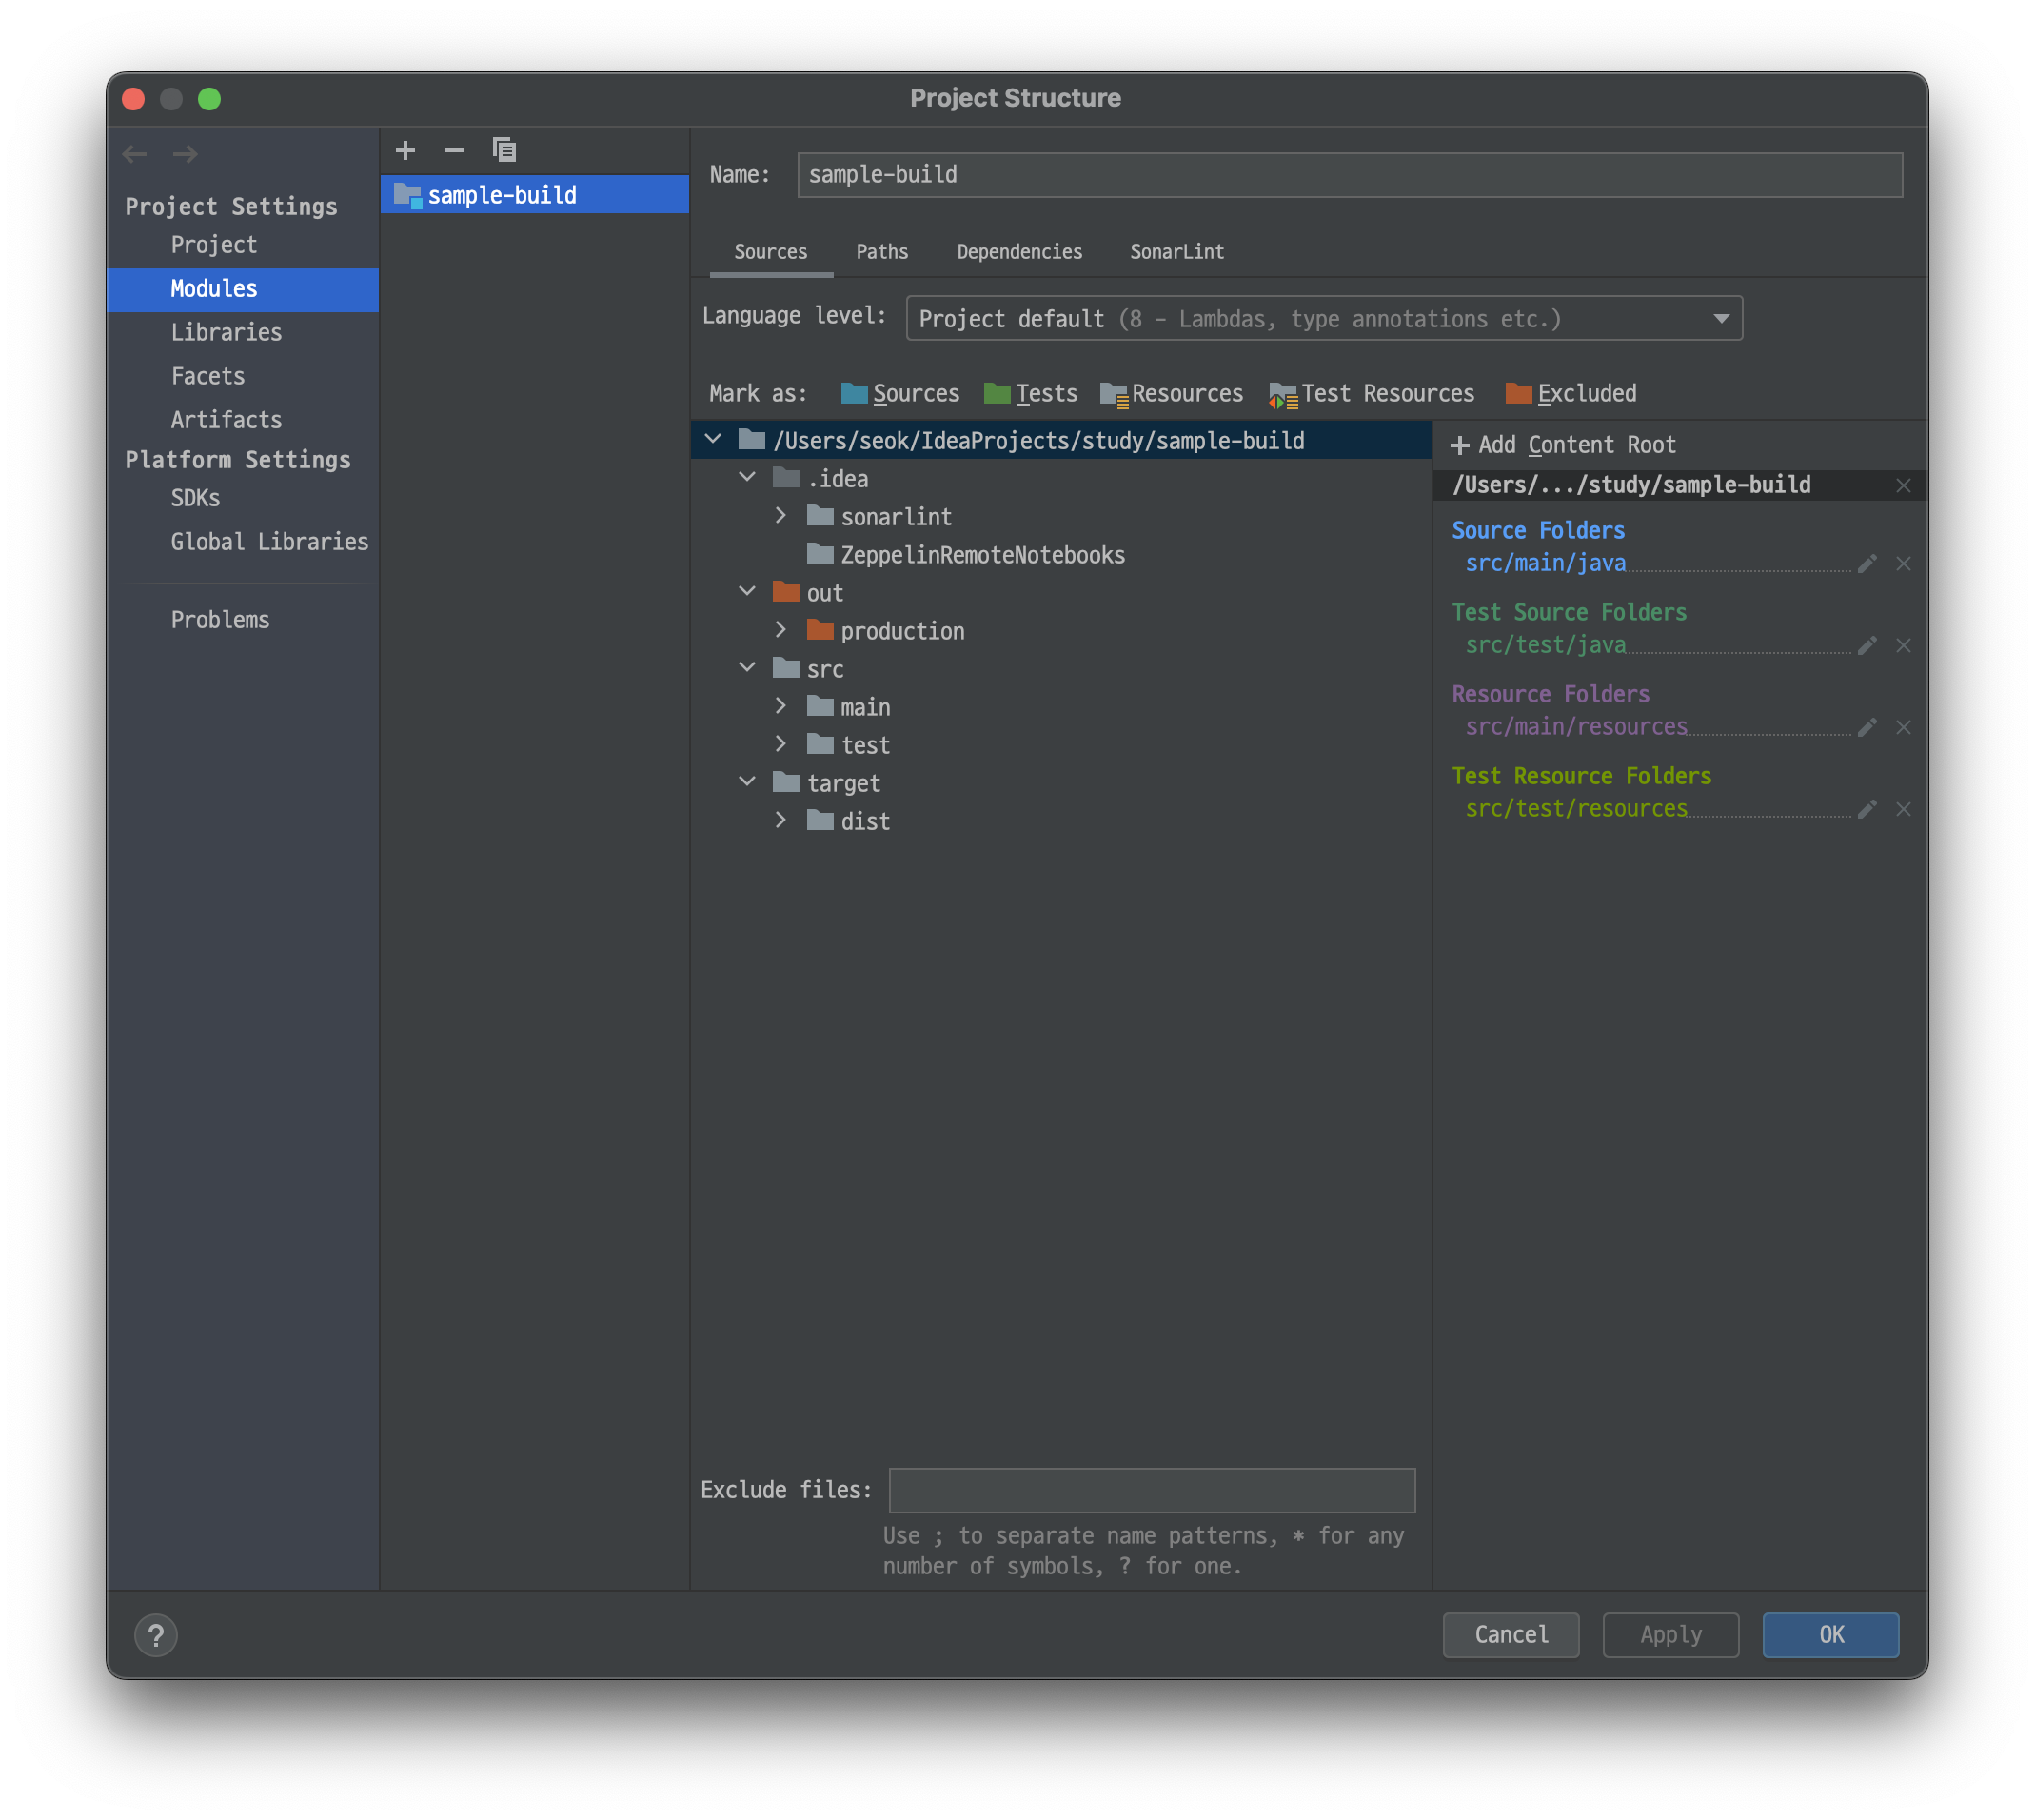 Project Structure
Project Settings
Project
Modules
Libraries
Facets
Artifacts
Platform Settings
SDKs
Global Libraries
Problems
sample-build
Name: sample-build
Sources Paths Dependencies SonarLint
Language level: Project default (8 - Lambdas, type annotations etc.)
Mark as: Sources Tests Resources Test Resources Excluded
/Users/seok/IdeaProjects/study/sample-build
.idea
sonarlint
ZeppelinRemoteNotebooks
out
production
src
main
test
target
dist
Add Content Root
/Users/.../study/sample-build
Source Folders
src/main/java
Test Source Folders
src/test/java
Resource Folders
src/main/resources
Test Resource Folders
src/test/resources
Exclude files:
Use ; to separate name patterns, * for any
number of symbols, ? for one.
?
Cancel Apply OK